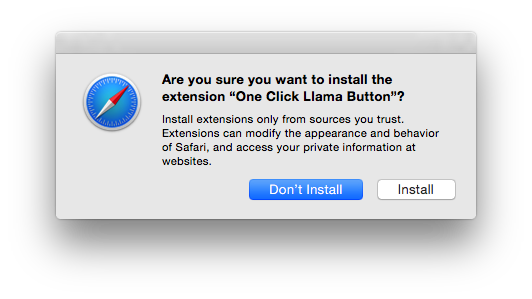 Are you sure you want to install the
extension “One Click Llama Button”?
Install extensions only from sources you trust.
Extensions can modify the appearance and behavior
of Safari, and access your private information at
websites.
Don’t Install
Install